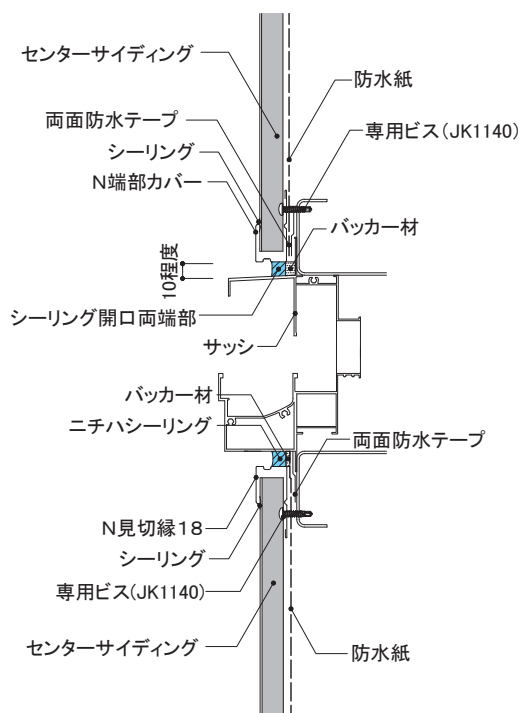 センターサイディング
防水紙
両面防水テープ
専用ビス(JK1140)
シーリング
N端部カバー
バッカー材
10程度
シーリング開口両端部
サッシ
バッカー材
ニチハシーリング
両面防水テープ
N見切縁18
シーリング
専用ビス(JK1140)
センターサイディング
防水紙